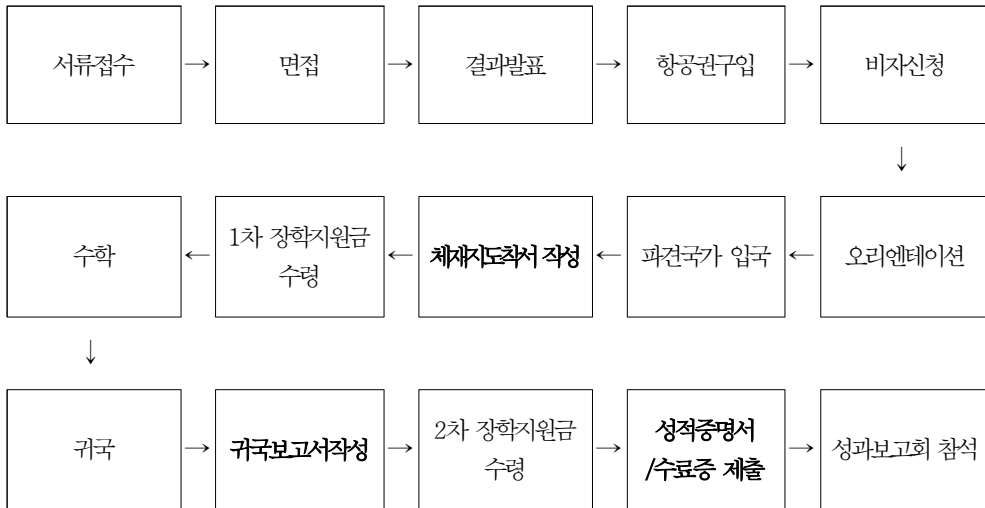 서류접수 → 면접 → 결과발표 → 항공권구입 → 비자신청
↓
수학 ← 1차 장학지원금 수령 ← 체재지도착서 작성 ← 파견국가 입국 ← 오리엔테이션
↓
귀국 → 귀국보고서작성 → 2차 장학지원금 수령 → 성적증명서 /수료증 제출 → 성과보고회 참석